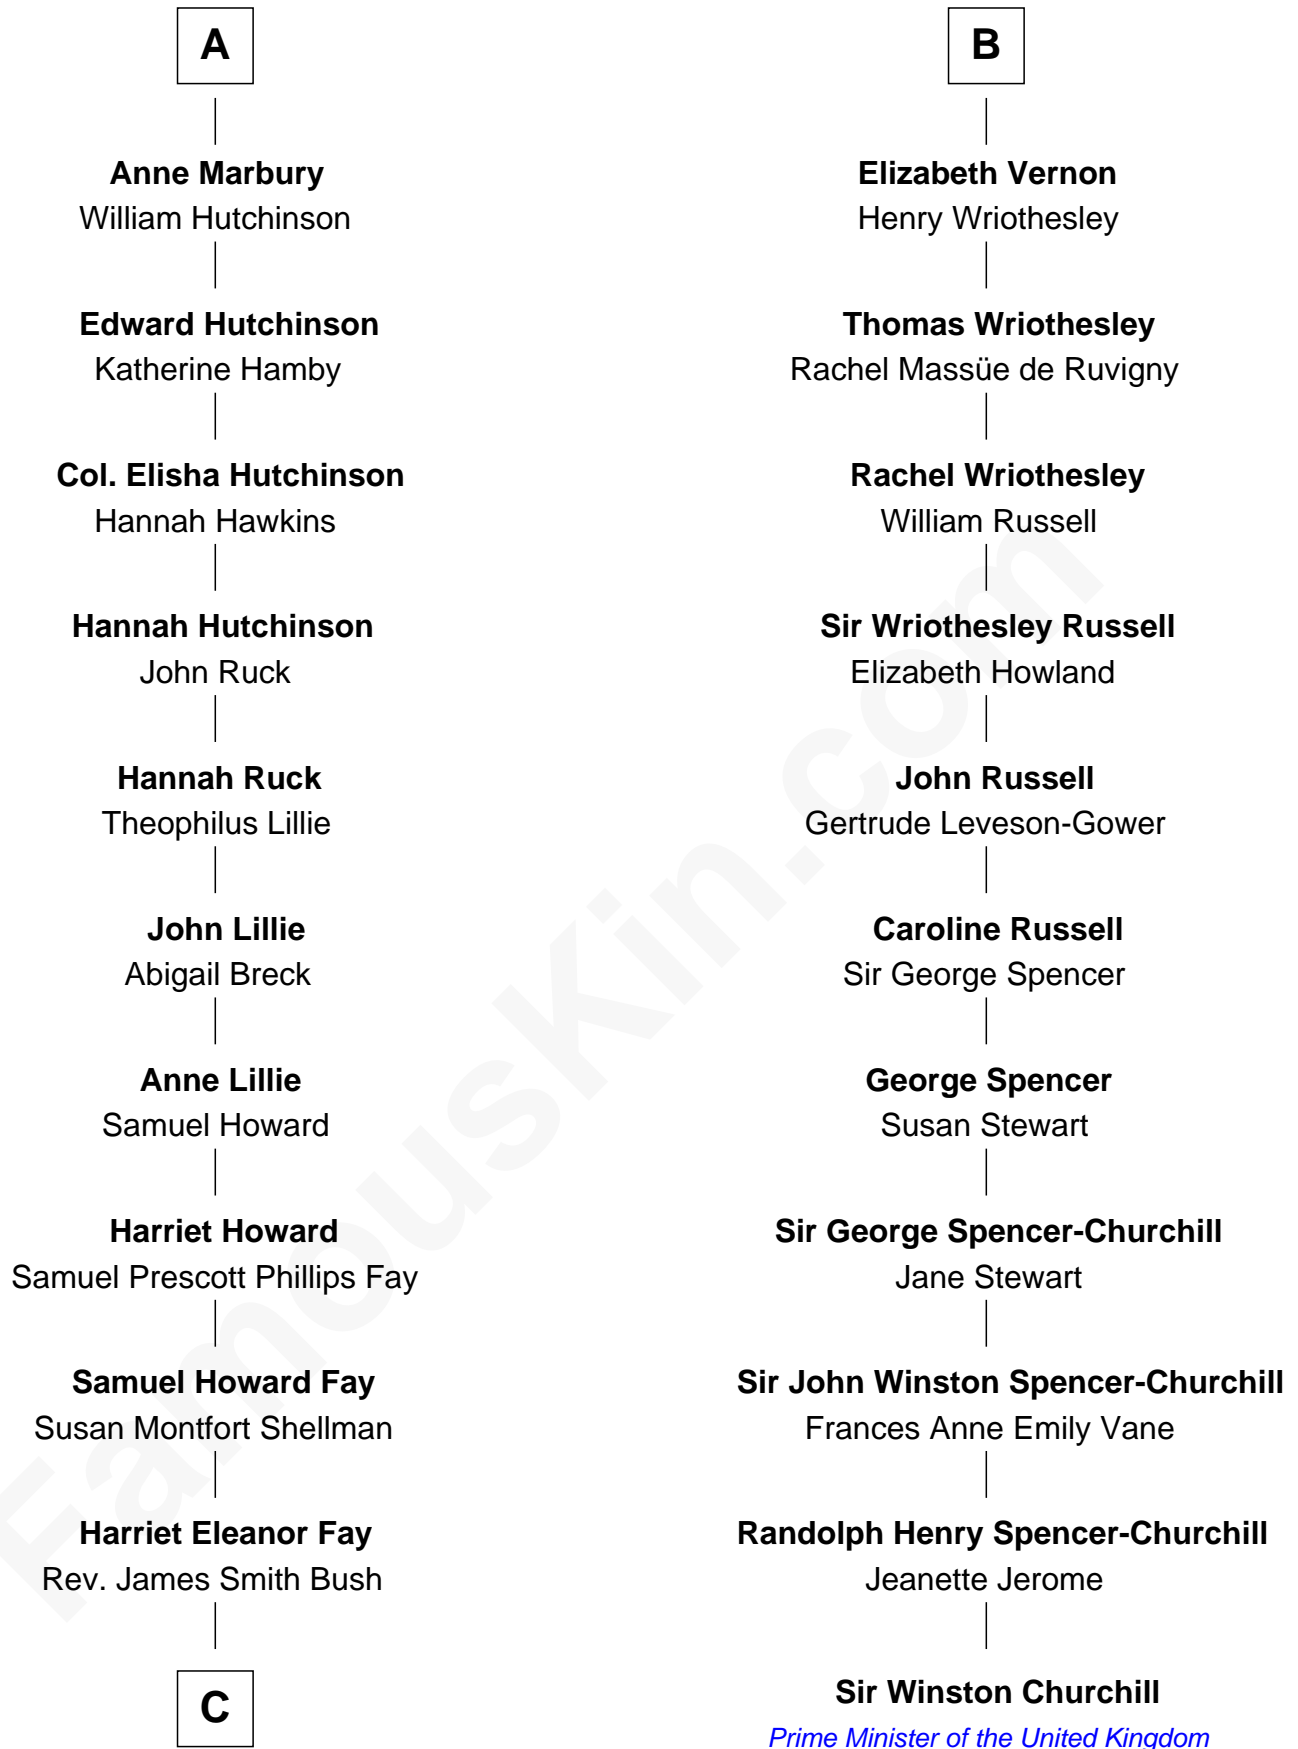 A
Anne Marbury
William Hutchinson
Edward Hutchinson
Katherine Hamby
Col. Elisha Hutchinson
Hannah Hawkins
Hannah Hutchinson
John Ruck
Hannah Ruck
Theophilus Lillie
John Lillie
Abigail Breck
Anne Lillie
Samuel Howard
Harriet Howard
Samuel Prescott Phillips Fay
Samuel Howard Fay
Susan Montfort Shellman
Harriet Eleanor Fay
Rev. James Smith Bush
C
B
Elizabeth Vernon
Henry Wriothesley
Thomas Wriothesley
Rachel Massüe de Ruvigny
Rachel Wriothesley
William Russell
Sir Wriothesley Russell
Elizabeth Howland
John Russell
Gertrude Leveson-Gower
Caroline Russell
Sir George Spencer
George Spencer
Susan Stewart
Sir George Spencer-Churchill
Jane Stewart
Sir John Winston Spencer-Churchill
Frances Anne Emily Vane
Randolph Henry Spencer-Churchill
Jeanette Jerome
Sir Winston Churchill
Prime Minister of the United Kingdom
FamousKin.com